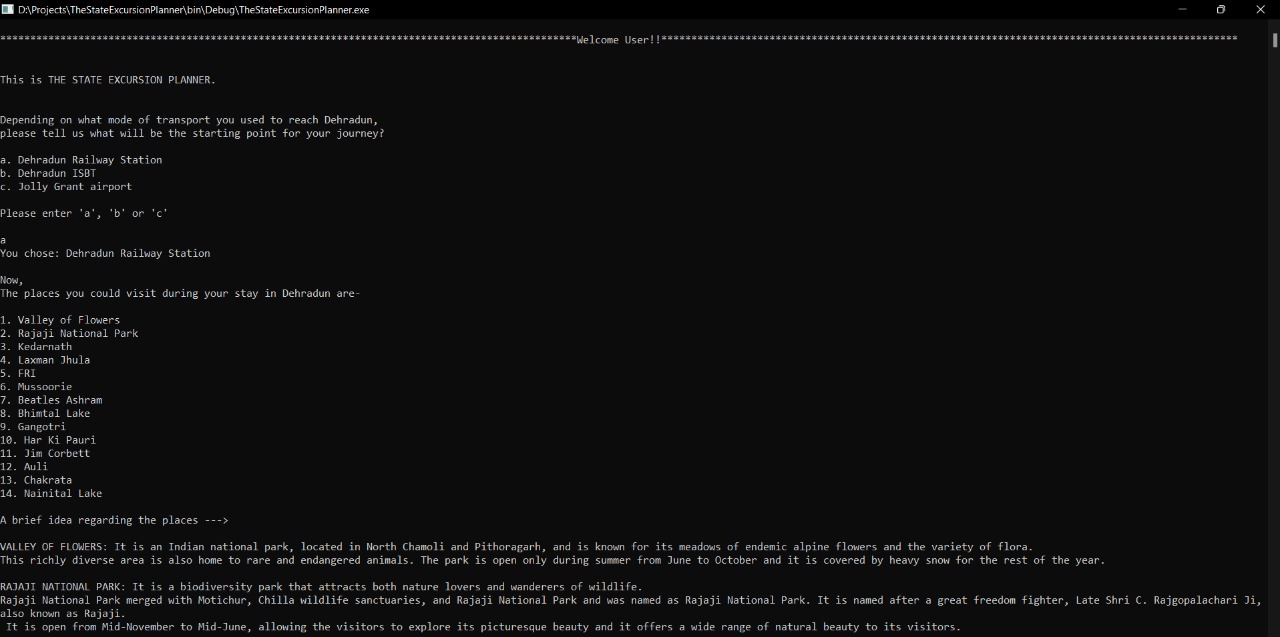 D:\Projects\TheStateExcursionPlanner\bin\Debug\TheStateExcursionPlanner.exe
************************************************************************************************Welcome User!!************************************************************************************************
This is THE STATE EXCURSION PLANNER.
Depending on what mode of transport you used to reach Dehradun,
please tell us what will be the starting point for your journey?
a. Dehradun Railway Station
b. Dehradun ISBT
c. Jolly Grant airport
Please enter 'a', 'b' or 'c'
a
You chose: Dehradun Railway Station
Now,
The places you could visit during your stay in Dehradun are-
1. Valley of Flowers
2. Rajaji National Park
3. Kedarnath
4. Laxman Jhula
5. FRI
6. Mussoorie
7. Beatles Ashram
8. Bhimtal Lake
9. Gangotri
10. Har Ki Pauri
11. Jim Corbett
12. Auli
13. Chakrata
14. Nainital Lake
A brief idea regarding the places --->
VALLEY OF FLOWERS: It is an Indian national park, located in North Chamoli and Pithoragarh, and is known for its meadows of endemic alpine flowers and the variety of flora.
This richly diverse area is also home to rare and endangered animals. The park is open only during summer from June to October and it is covered by heavy snow for the rest of the year.
RAJAJI NATIONAL PARK: It is a biodiversity park that attracts both nature lovers and wanderers of wildlife.
Rajaji National Park merged with Motichur, Chilla wildlife sanctuaries, and Rajaji National Park and was named as Rajaji National Park. It is named after a great freedom fighter, Late Shri C. Rajgopalachari Ji,
also known as Rajaji.
It is open from Mid-November to Mid-June, allowing the visitors to explore its picturesque beauty and it offers a wide range of natural beauty to its visitors.